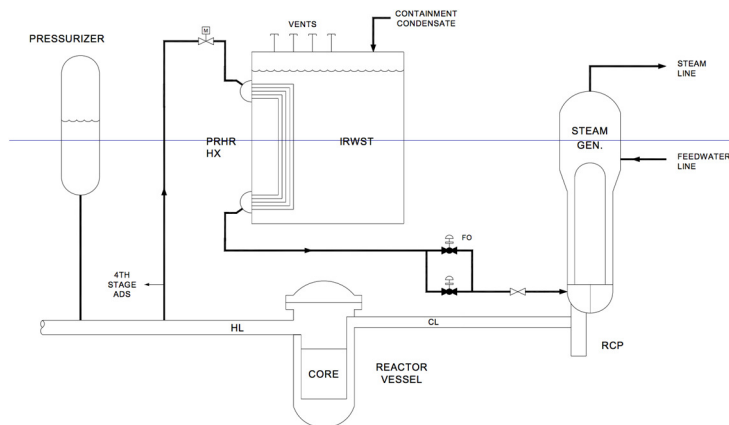 CONTAINMENT
CONDENSATE
VENTS
M
PRESSURIZER
STEAM
LINE
STEAM
GEN.
PRHR
HX
IRWST
FEEDWATER
LINE
FO
4TH
STAGE
ADS
HL
CL
RCP
CORE
REACTOR
VESSEL